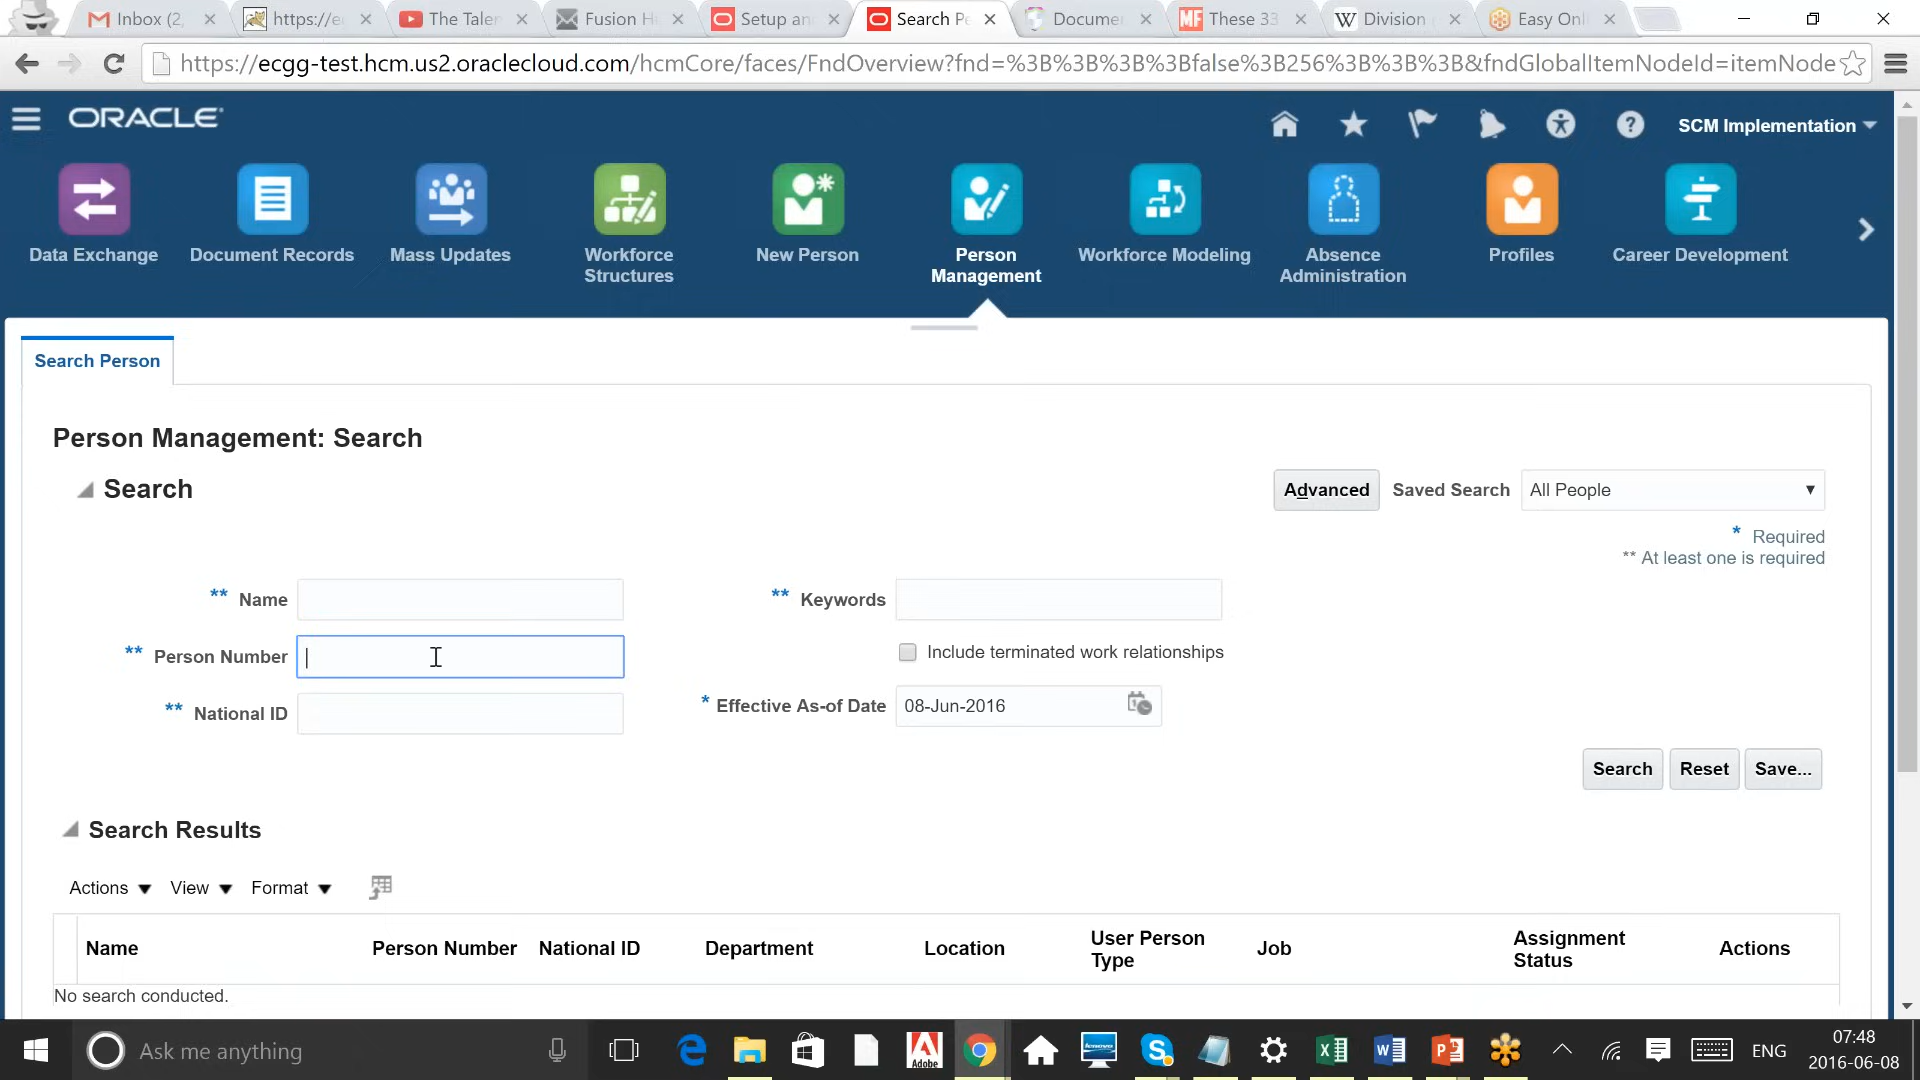 Inbox (2,
https://ec
The Talen
Fusion H
Setup an
Search Pe
Docume
These 33
Division
Easy Onl
https://ecgg-test.hcm.us2.oraclecloud.com/hcmCore/faces/FndOverview?fnd=%3B%3B%3B%3Bfalse%3B256%3B%3B%3B&fndGlobalItemNodeId=itemNode
ORACLE
SCM Implementation
Data Exchange
Document Records
Mass Updates
Workforce
Structures
New Person
Person
Management
Workforce Modeling
Absence
Administration
Profiles
Career Development
Search Person
Person Management: Search
Search
Advanced Saved Search All People
* Required
** At least one is required
** Name
** Keywords
** Person Number
Include terminated work relationships
** National ID
* Effective As-of Date 08-Jun-2016
Search Reset Save...
Search Results
Actions View Format
Name Person Number National ID Department Location User Person Type Job Assignment Status Actions
No search conducted.
Ask me anything
ENG
07:48
2016-06-08